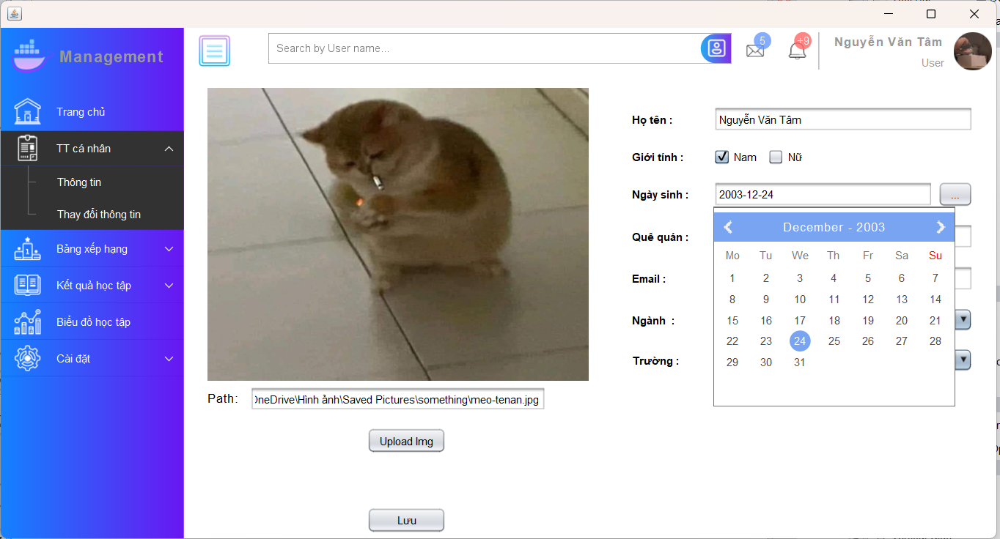 Management
Search by User name...
5
+9
Nguyễn Văn Tâm
User
Trang chủ
TT cá nhân
Thông tin
Thay đổi thông tin
Bảng xếp hạng
Kết quả học tập
Biểu đồ học tập
Cài đặt
Path:
OneDrive\Hình ảnh\Saved Pictures\something\meo-tenan.jpg
Upload Img
Lưu
Họ tên :
Nguyễn Văn Tâm
Giới tính :
Nam
Nữ
Ngày sinh :
2003-12-24
...
Quê quán :
Email :
Ngành :
Trường :
December - 2003
Mo Tu We Th Fr Sa Su
1 2 3 4 5 6 7
8 9 10 11 12 13 14
15 16 17 18 19 20 21
22 23 24 25 26 27 28
29 30 31